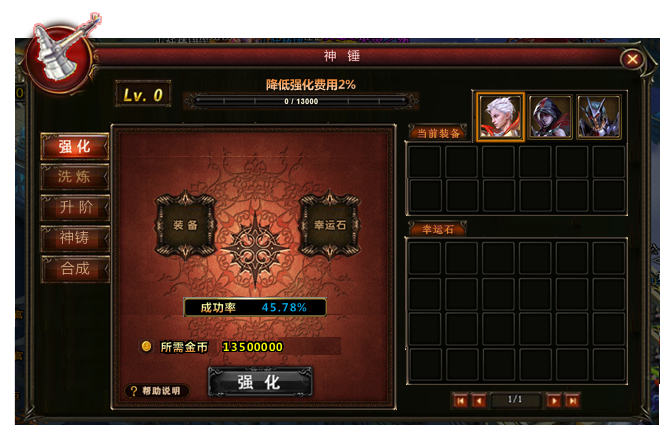 神 锤
Lv. 0
降低强化费用2%
0 / 13000
强化
洗炼
升阶
神铸
合成
装备
幸运石
成功率 45.78%
所需金币 13500000
? 帮助说明
强 化
当前装备
幸运石
1/1